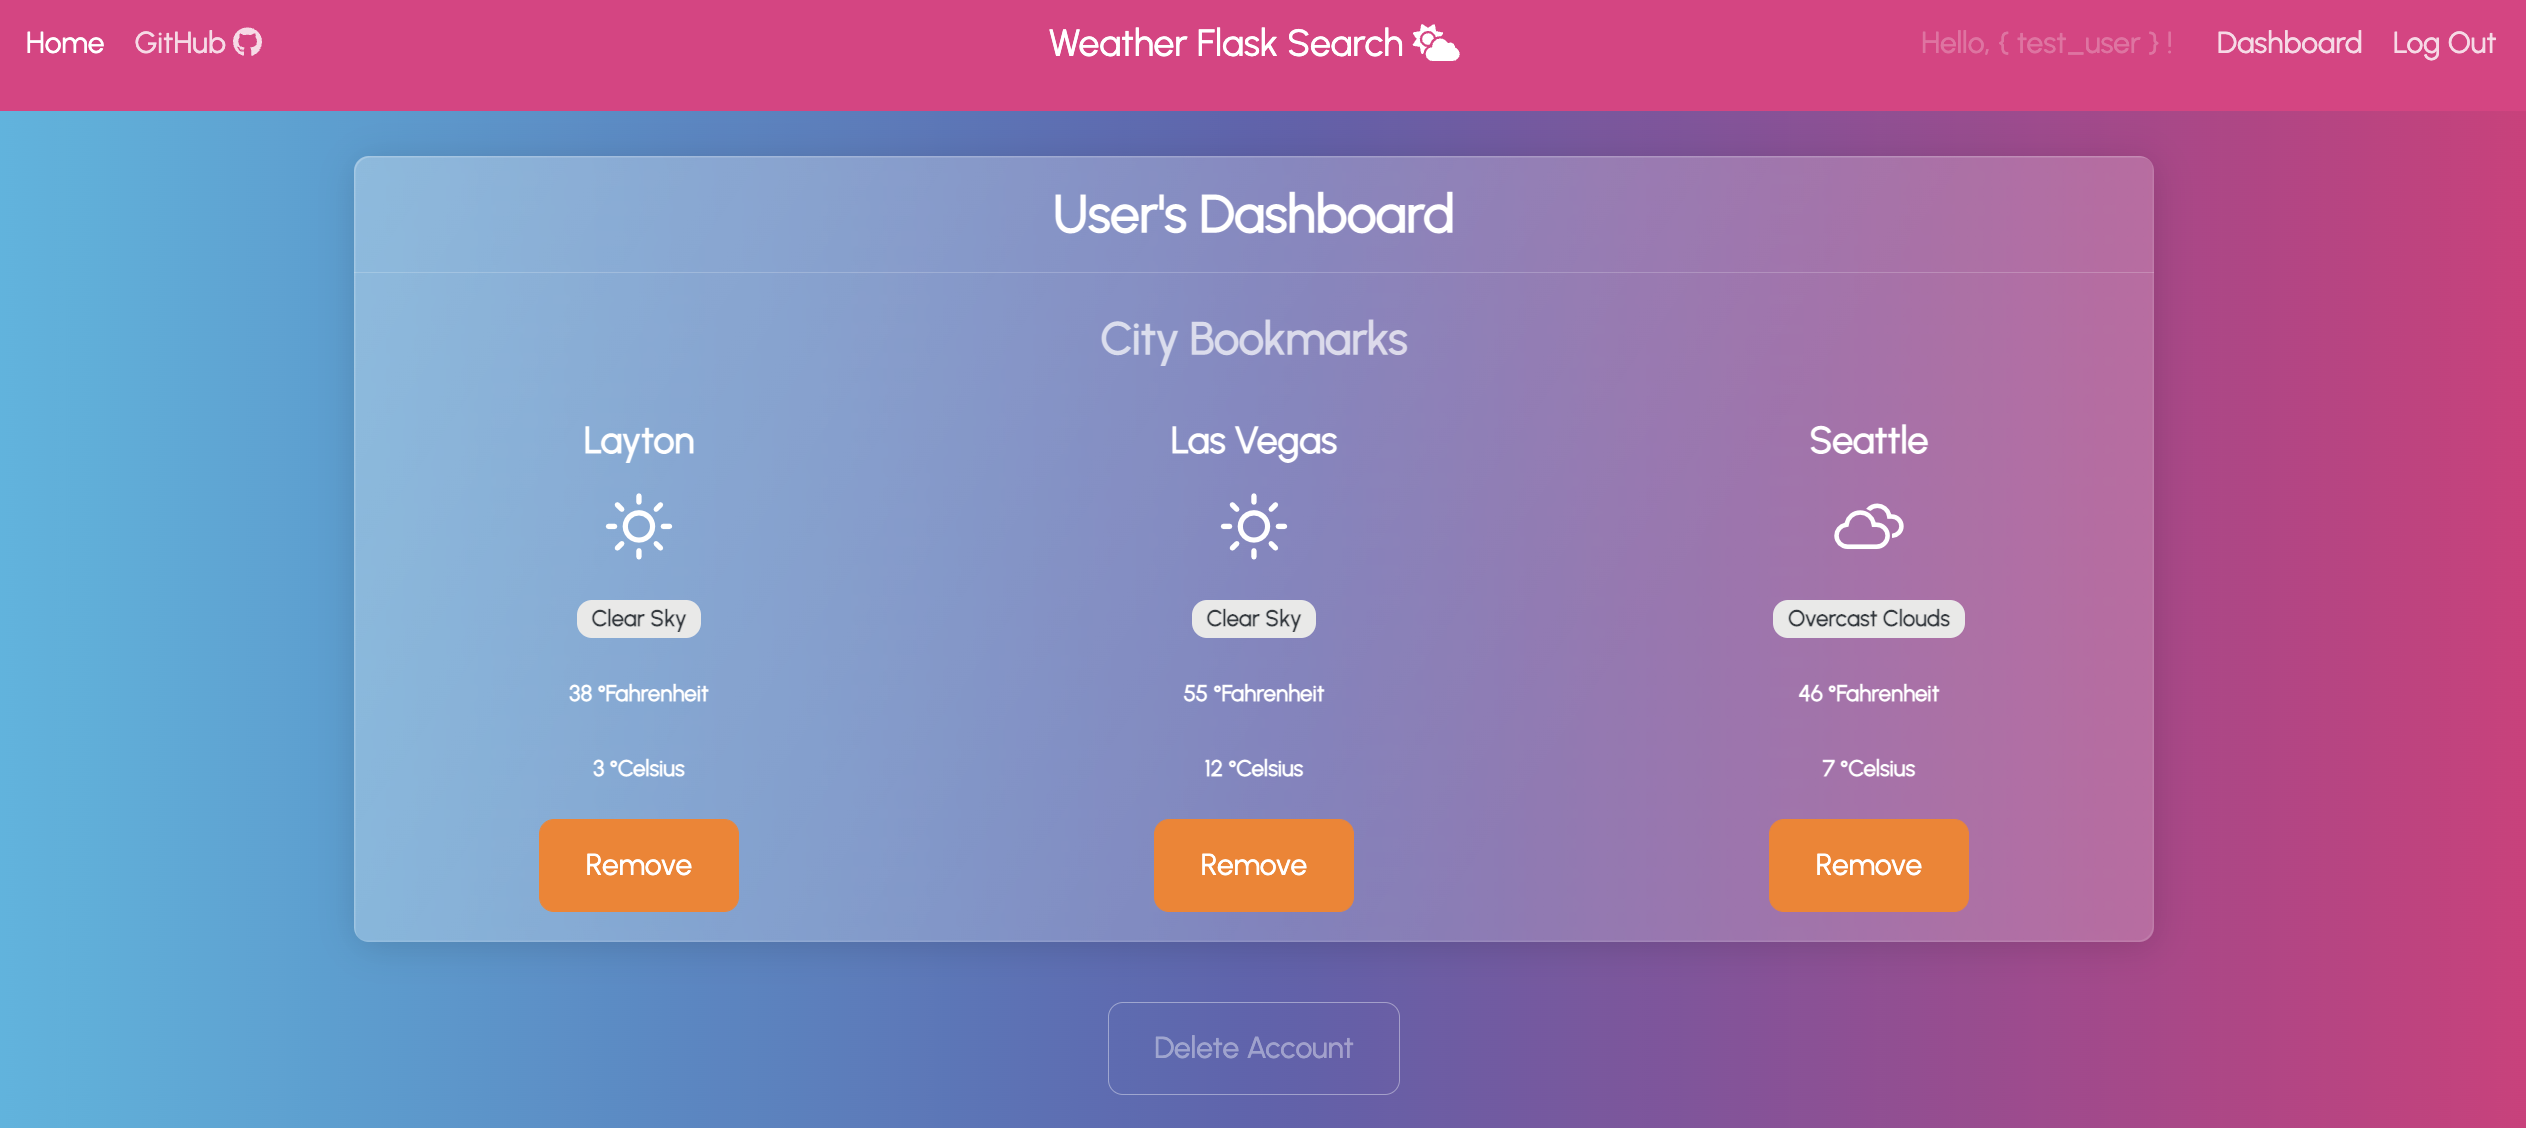 Home GitHub Weather Flask Search Hello, { test_user } ! Dashboard Log Out
User's Dashboard
City Bookmarks
Layton Las Vegas Seattle
Clear Sky Clear Sky Overcast Clouds
38 °Fahrenheit 55 °Fahrenheit 46 °Fahrenheit
3 °Celsius 12 °Celsius 7 °Celsius
Remove Remove Remove
Delete Account